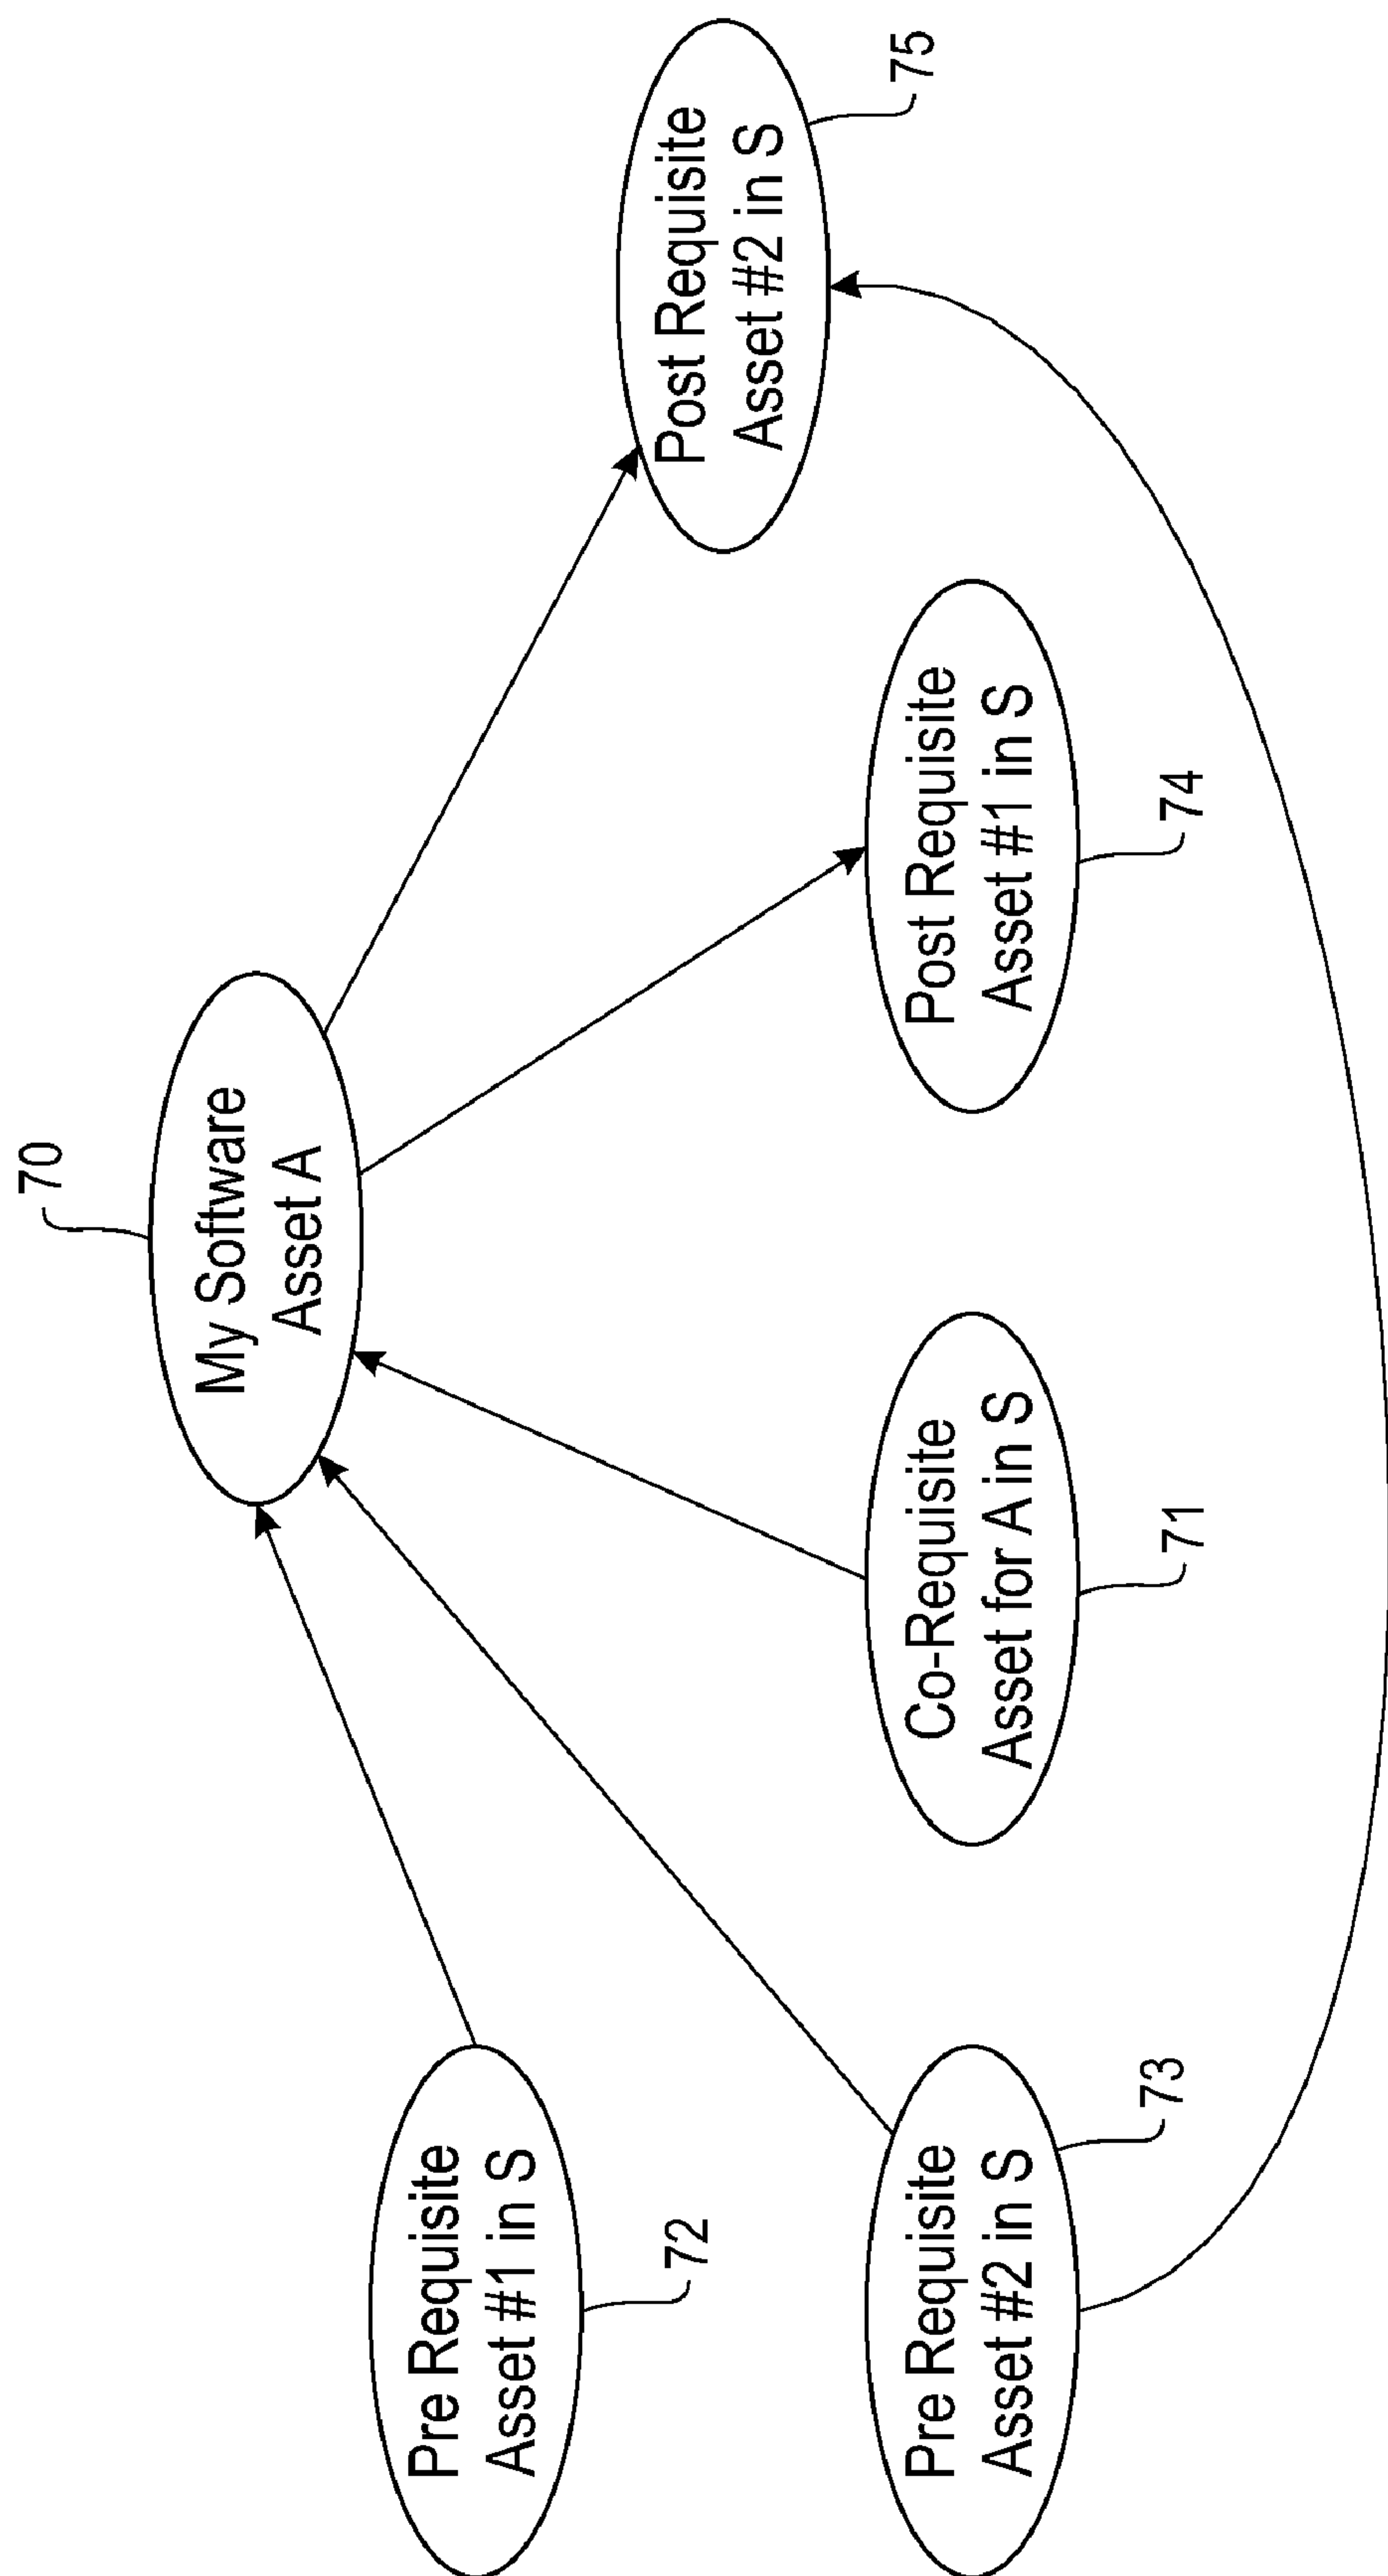 70
My Software
Asset A
Pre Requisite
Asset #1 in S
72
Post Requisite
Asset #2 in S
75
Pre Requisite
Asset #2 in S
73
Co-Requisite
Asset for A in S
71
Post Requisite
Asset #1 in S
74